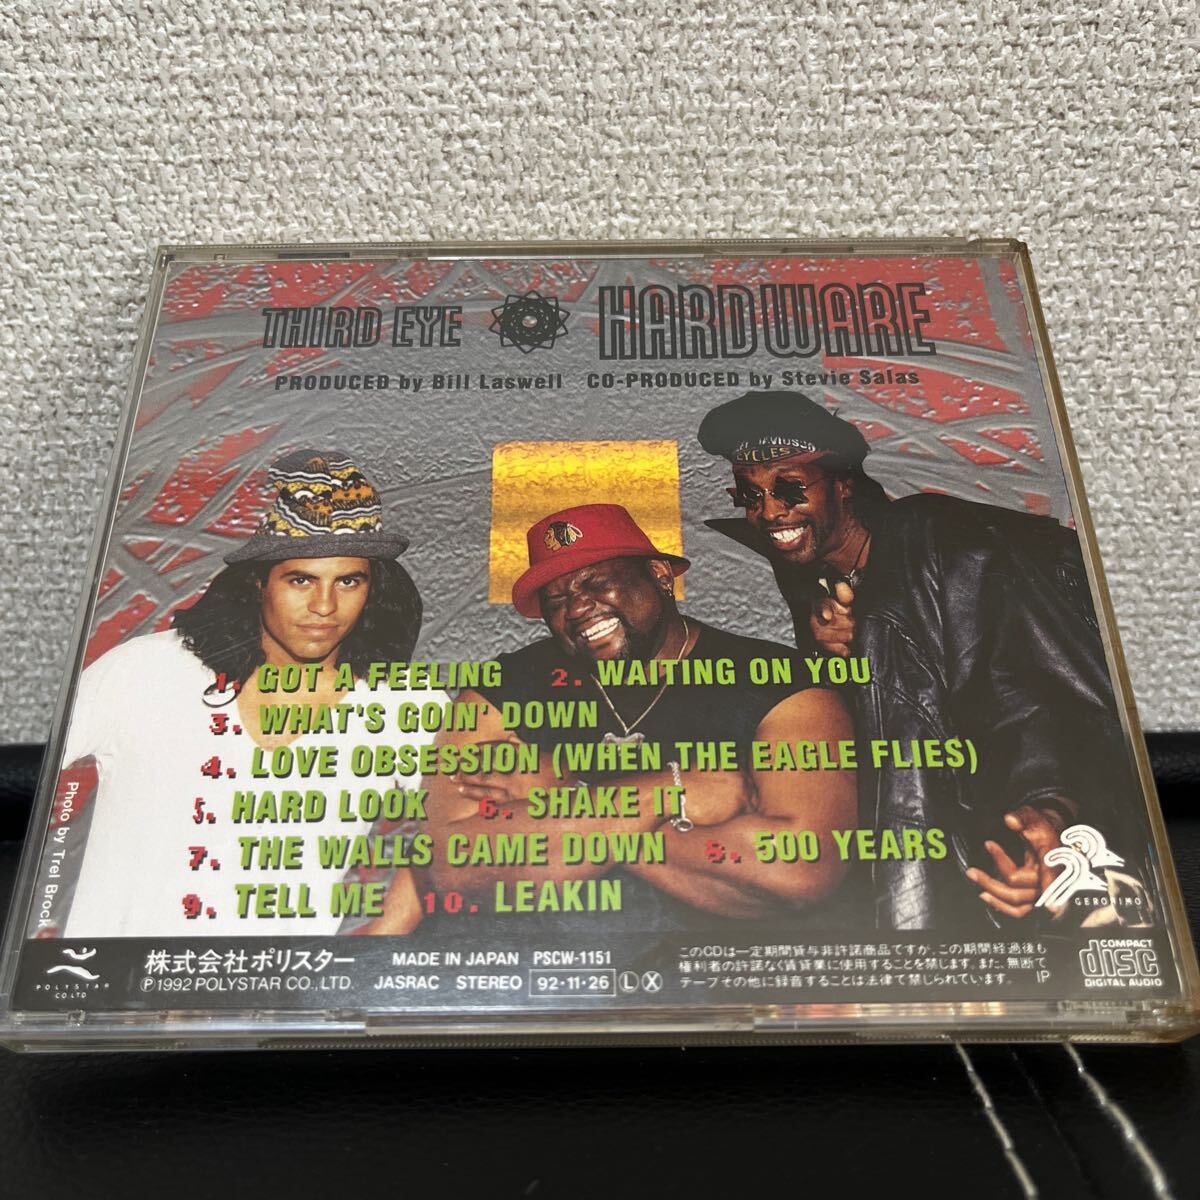 THIRD EYE HARDWARE
PRODUCED by Bill Laswell CO-PRODUCED by Stevie Salas
CYCLES
1. GOT A FEELING 2. WAITING ON YOU
3. WHAT'S GOIN' DOWN
4. LOVE OBSESSION (WHEN THE EAGLE FLIES)
5. HARD LOOK 6. SHAKE IT
7. THE WALLS CAME DOWN 8. 500 YEARS
9. TELL ME 10. LEAKIN
Photo by Trel Brock
GERONIMO
POLYSTAR
CO.LTD
株式会社ポリスター
Ⓟ1992 POLYSTAR CO., LTD.
MADE IN JAPAN PSCW-1151
JASRAC STEREO 92·11·26 Ⓛ Ⓧ
このCDは一定期間貸与非許諾商品ですが、この期間経過後も
権利者の許諾なく賃貸業に使用することを禁じます。また、無断で
テープその他に録音することは法律で禁じられています。 IP
COMPACT
disc
DIGITAL AUDIO